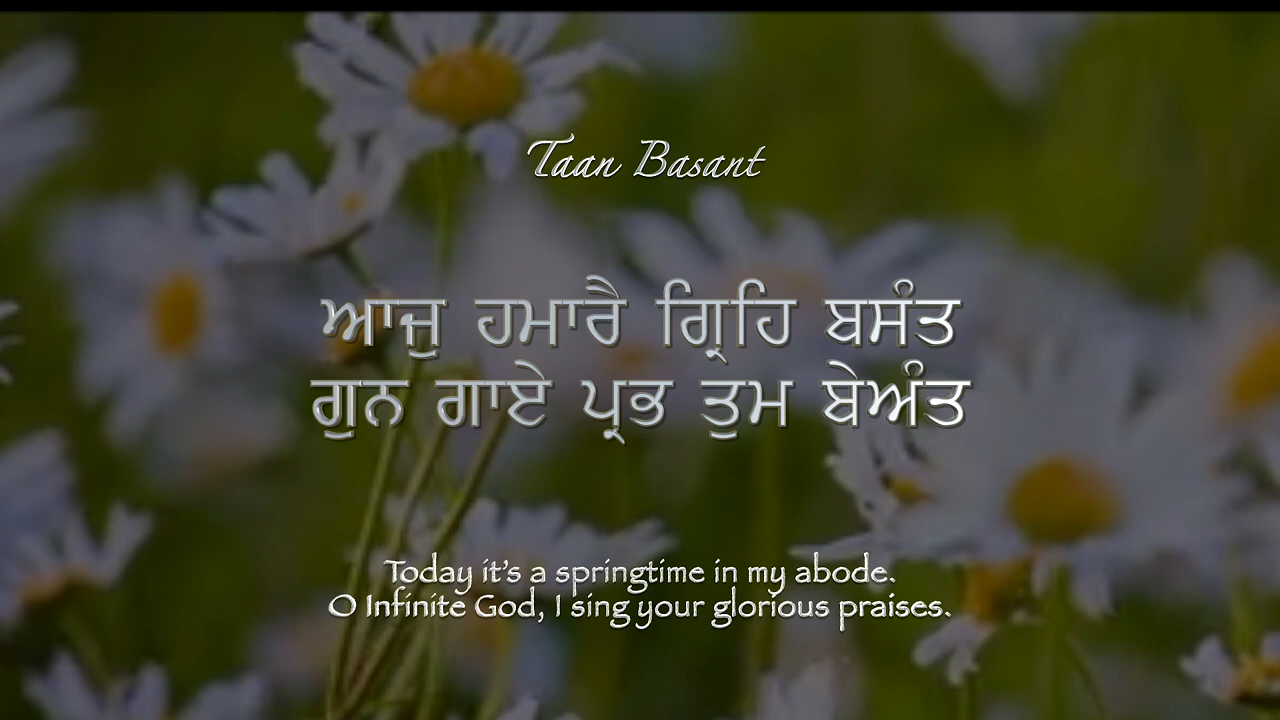 Taan Basant
ਆਜੁ ਹਮਾਰੈ ਗ੍ਰਿਹਿ ਬਸੰਤ
ਗੁਨ ਗਾਏ ਪ੍ਰਭ ਤੁਮ ਬੇਅੰਤ
Today it's a springtime in my abode.
O Infinite God, I sing your glorious praises.